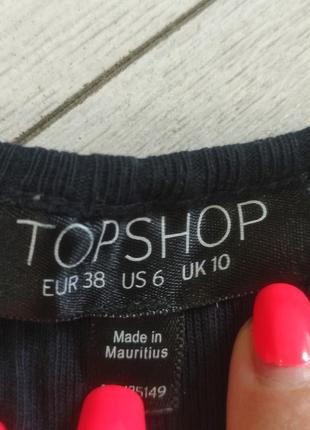 TOPSHOP
EUR 38 US 6 UK 10
Made in
Mauritius